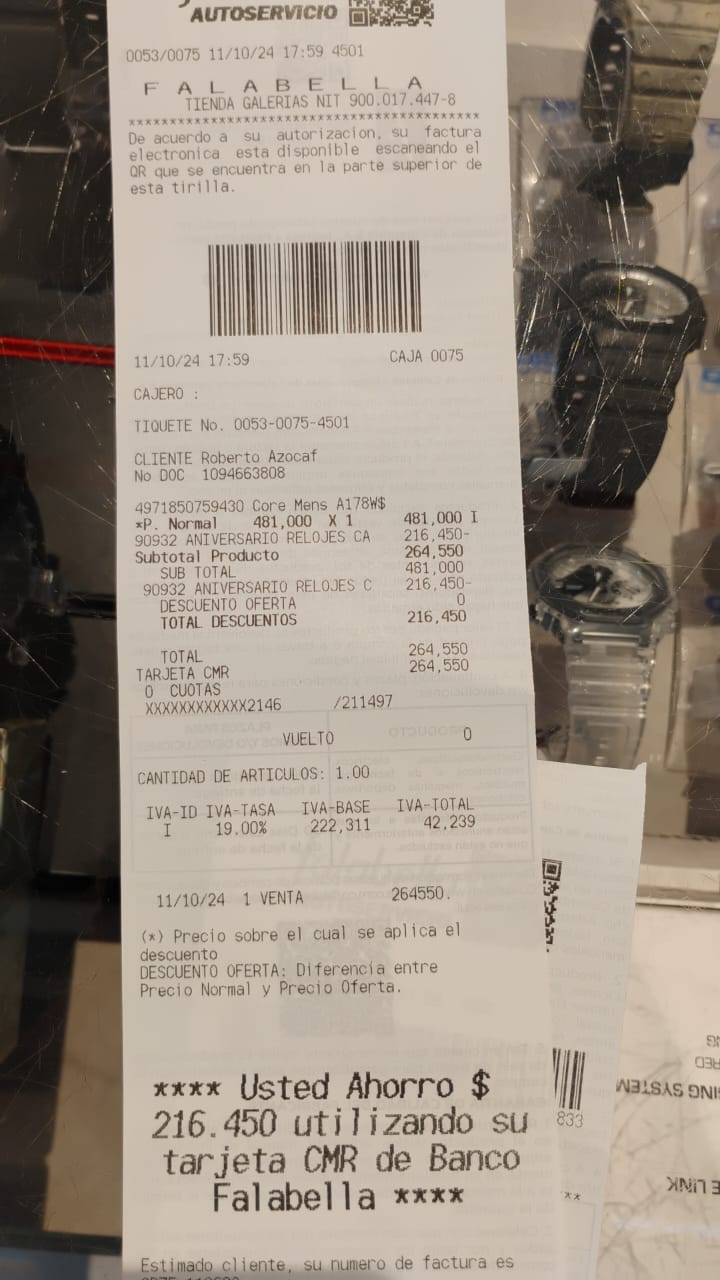 AUTOSERVICIO
0053/0075 11/10/24 17:59 4501
F A L A B E L L A
TIENDA GALERIAS NIT 900.017.447-8
******************************************
De acuerdo a su autorizacion, su factura
electronica esta disponible escaneando el
QR que se encuentra en la parte superior de
esta tirilla.
11/10/24 17:59 CAJA 0075
CAJERO :
TIQUETE No. 0053-0075-4501
CLIENTE Roberto Azocaf
No DOC 1094663808
4971850759430 Core Mens A178W$
*P. Normal 481,000 X 1 481,000 I
90932 ANIVERSARIO RELOJES CA 216,450-
Subtotal Producto 264,550
SUB TOTAL 481,000
90932 ANIVERSARIO RELOJES C 216,450-
DESCUENTO OFERTA 0
TOTAL DESCUENTOS 216,450
TOTAL 264,550
TARJETA CMR 264,550
0 CUOTAS
XXXXXXXXXXXX2146 /211497
VUELTO 0
CANTIDAD DE ARTICULOS: 1.00
IVA-ID IVA-TASA IVA-BASE IVA-TOTAL
I 19.00% 222,311 42,239
11/10/24 1 VENTA 264550.
(*) Precio sobre el cual se aplica el
descuento
DESCUENTO OFERTA: Diferencia entre
Precio Normal y Precio Oferta.
**** Usted Ahorro $
216.450 utilizando su
tarjeta CMR de Banco
Falabella ****
Estimado cliente, su numero de factura es
833
**
SING SYSTEM
E LINK